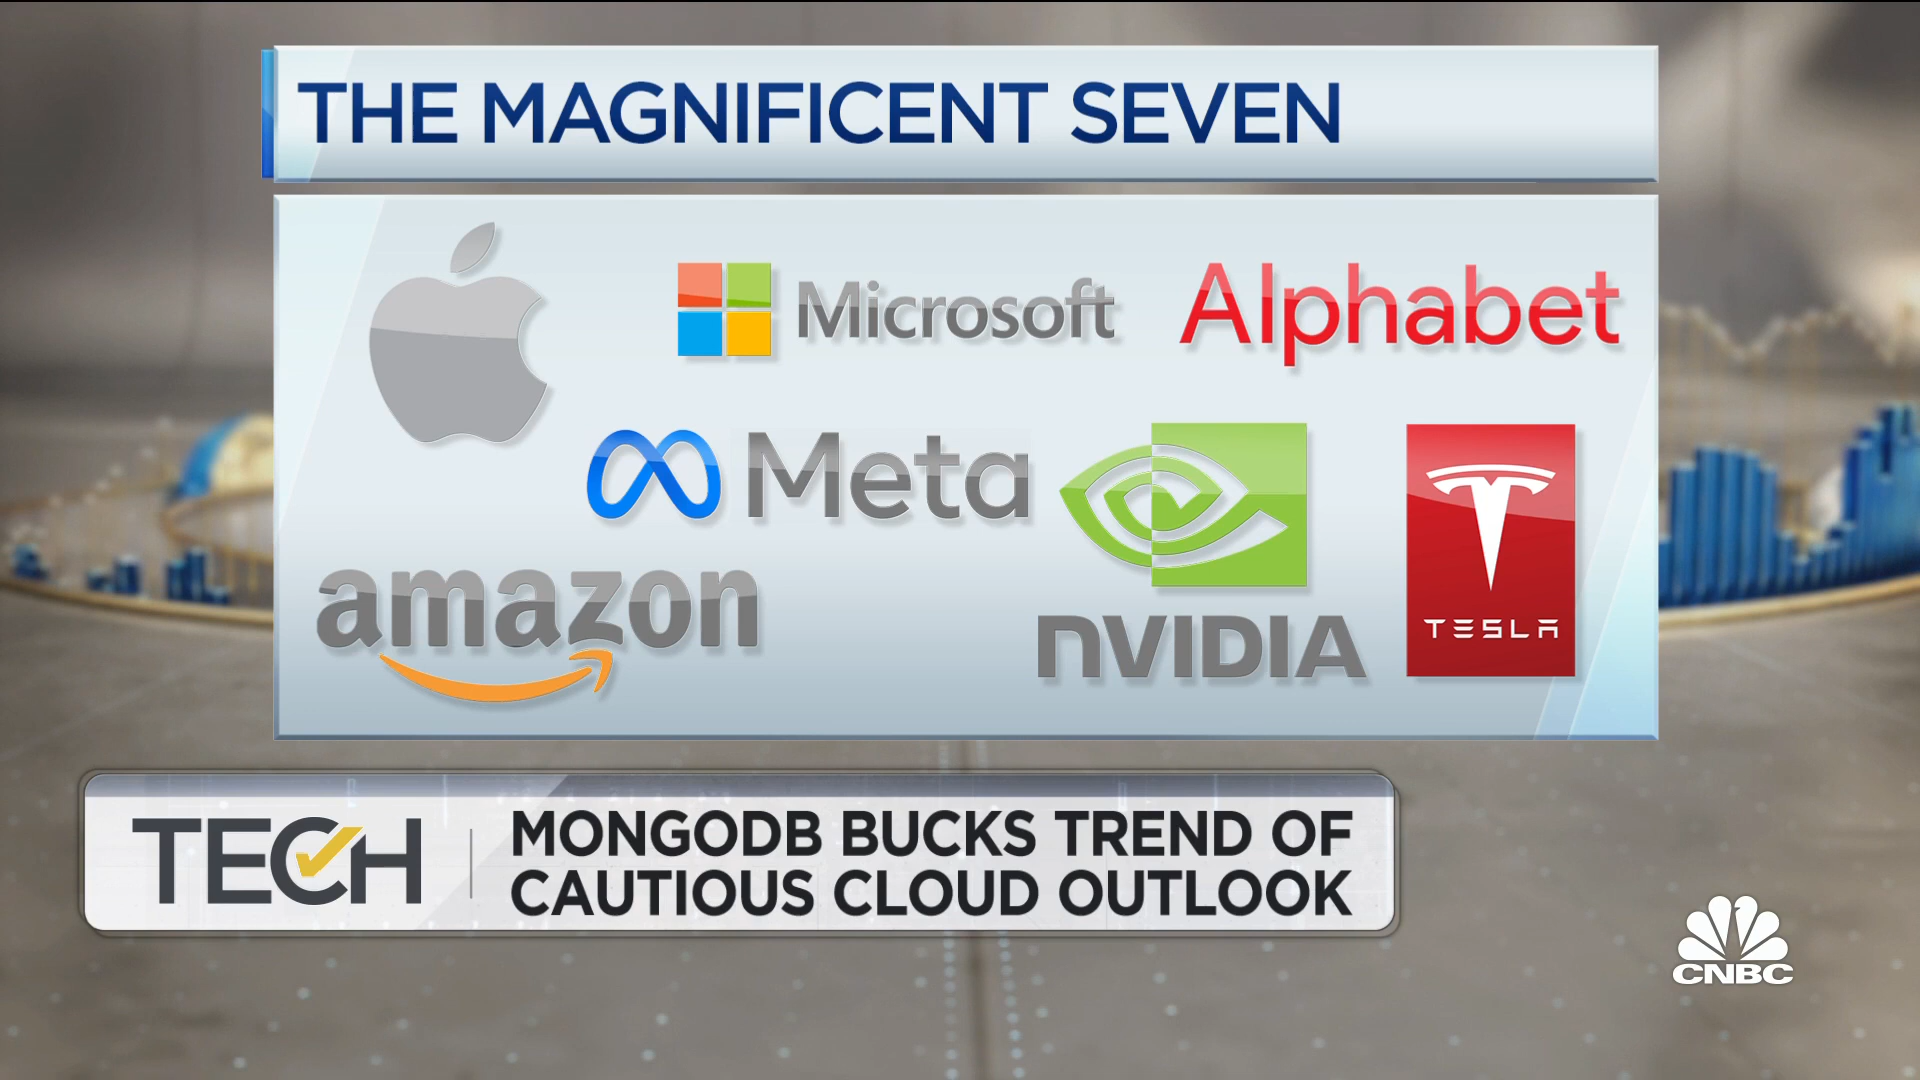 THE MAGNIFICENT SEVEN
Microsoft
Alphabet
Meta
amazon
NVIDIA
TESLA
TECH
MONGODB BUCKS TREND OF
CAUTIOUS CLOUD OUTLOOK
CNBC